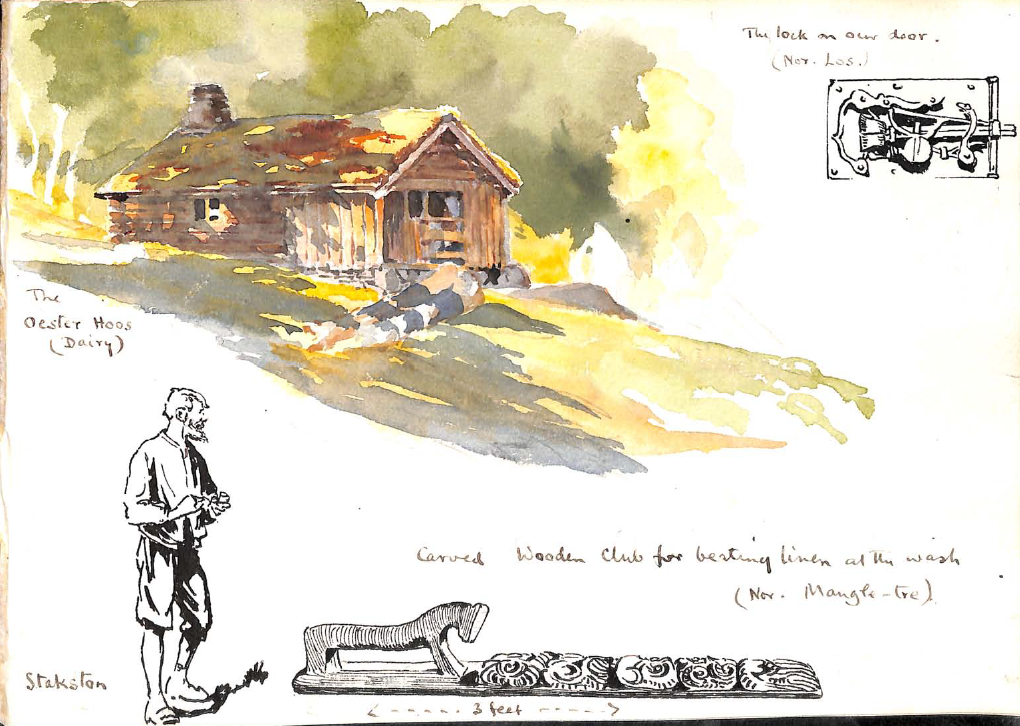 The lock on our door.
(Nor. Los.)
The
Oester Hoos
(Dairy)
Carved Wooden Club for beating linen at the wash
(Nor. Mangle-tre)
Stakston
3 feet